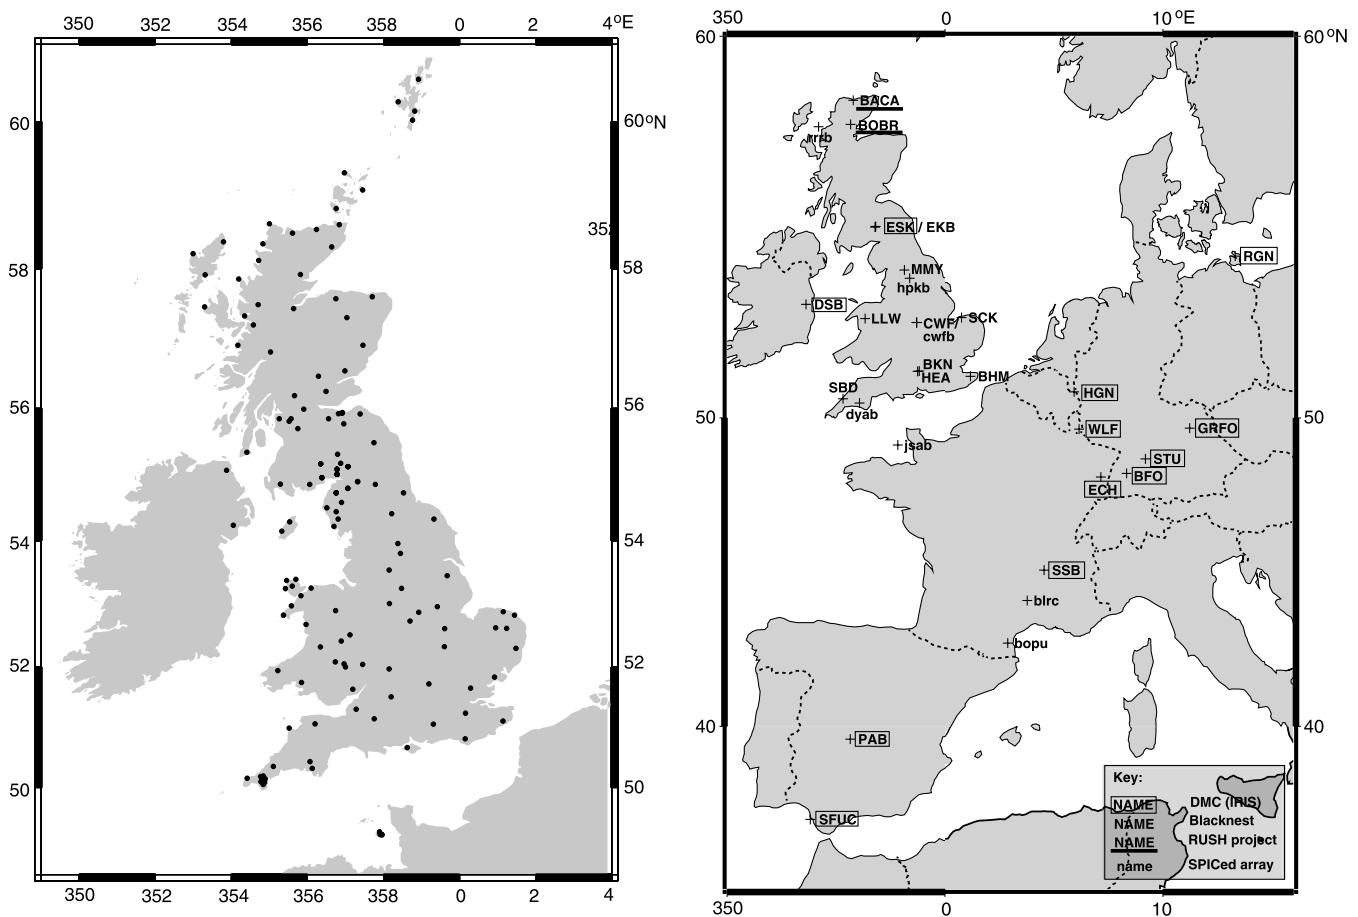 350
352
354
356
358
0
2
4°E
60
58
56
54
52
50
60°N
58
56
54
52
50
35
350
352
354
356
358
0
2
4
350
0
10°E
60
60°N
BACA
BOBR
rrrb
ESK / EKB
RGN
MMY
hpkb
DSB
LLW
CWF/
cwfb
SCK
BKN
HEA
BHM
SBD
dyab
HGN
50
50
WLF
GRFO
jsab
STU
BFO
ECH
SSB
blrc
bopu
40
40
PAB
SFUC
Key:
NAME DMC (IRIS)
NAME Blacknest
NAME RUSH project
name SPICed array
350
0
10